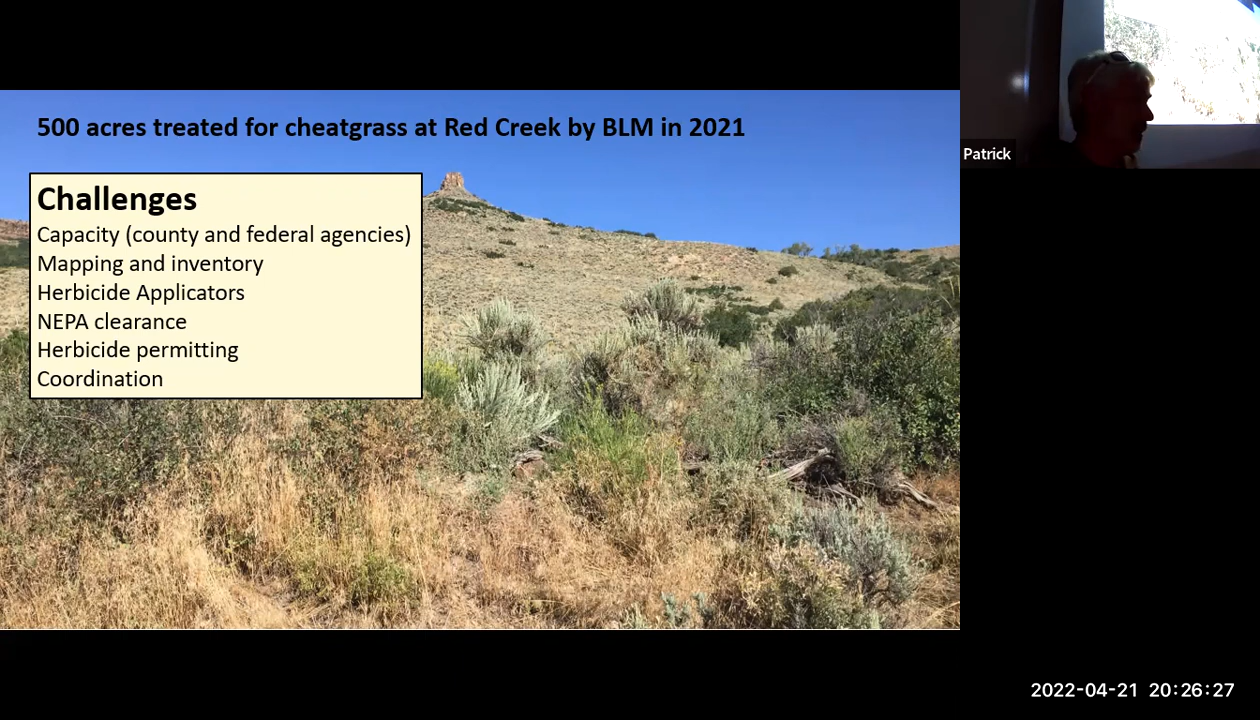 500 acres treated for cheatgrass at Red Creek by BLM in 2021
Challenges
Capacity (county and federal agencies)
Mapping and inventory
Herbicide Applicators
NEPA clearance
Herbicide permitting
Coordination
Patrick
2022-04-21 20:26:27